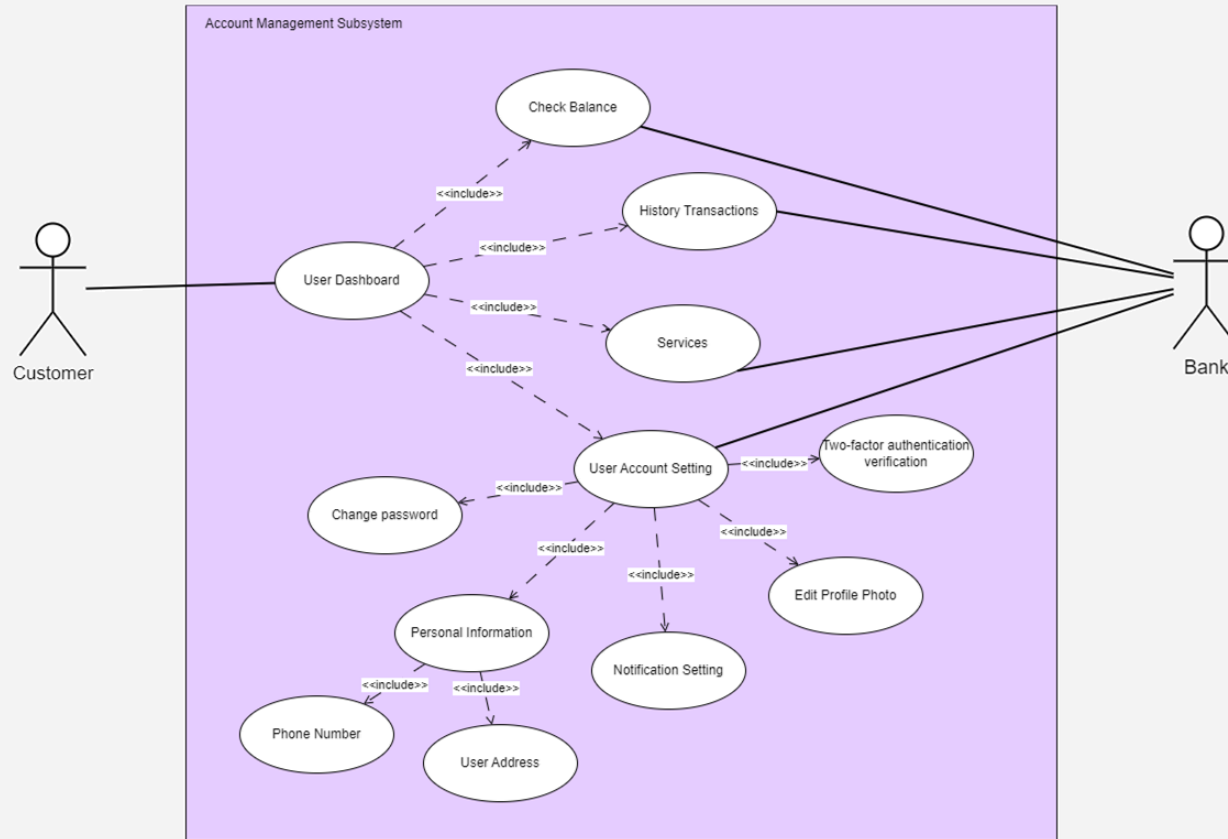 Account Management Subsystem
Check Balance
<<include>>
History Transactions
<<include>>
User Dashboard
<<include>>
Services
<<include>>
Customer
Bank
Two-factor authentication
verification
User Account Setting
<<include>>
<<include>>
Change password
<<include>>
<<include>>
<<include>>
Edit Profile Photo
Personal Information
Notification Setting
<<include>>
<<include>>
Phone Number
User Address